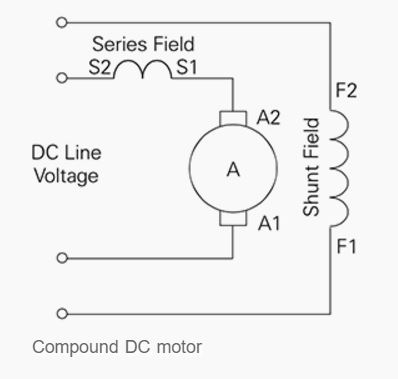 Series Field
S2 S1
F2
A2
DC Line
Voltage
A
Shunt Field
A1
F1
Compound DC motor